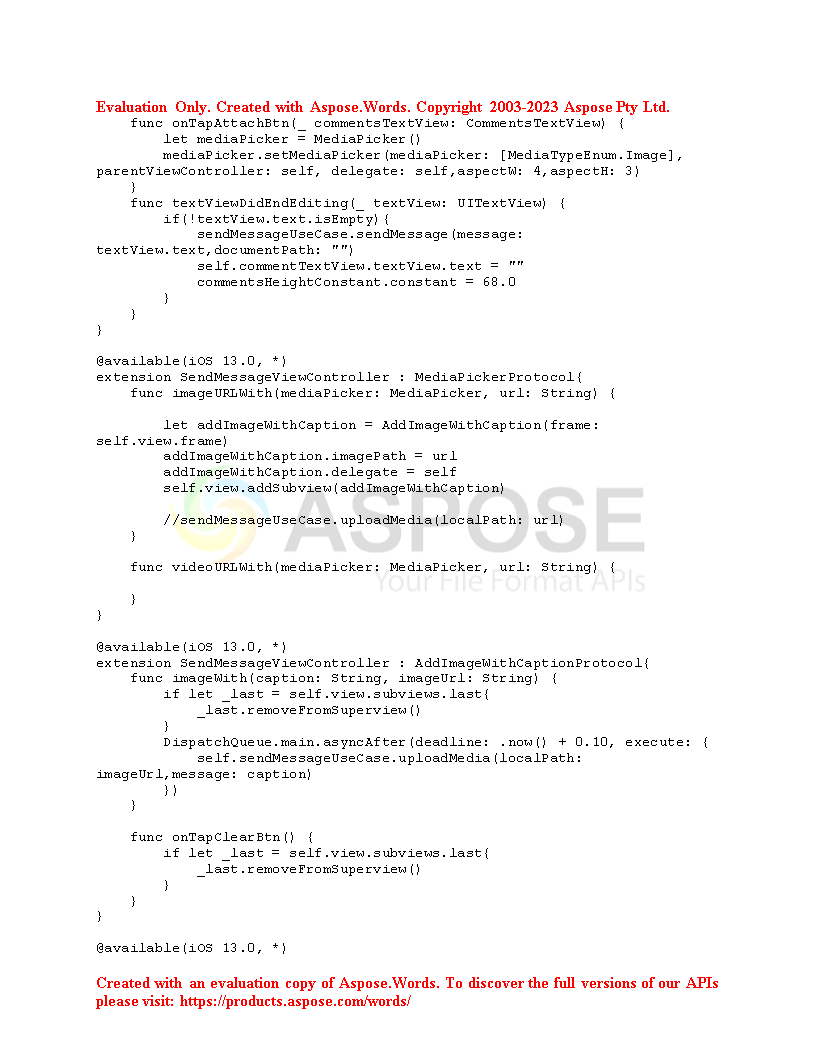 Evaluation Only. Created with Aspose.Words. Copyright 2003-2023 Aspose Pty Ltd.
    func onTapAttachBtn(_ commentsTextView: CommentsTextView) {
        let mediaPicker = MediaPicker()
        mediaPicker.setMediaPicker(mediaPicker: [MediaTypeEnum.Image],
parentViewController: self, delegate: self,aspectW: 4,aspectH: 3)
    }
    func textViewDidEndEditing(_ textView: UITextView) {
        if(!textView.text.isEmpty){
            sendMessageUseCase.sendMessage(message:
textView.text,documentPath: "")
            self.commentTextView.textView.text = ""
            commentsHeightConstant.constant = 68.0
        }
    }
}

@available(iOS 13.0, *)
extension SendMessageViewController : MediaPickerProtocol{
    func imageURLWith(mediaPicker: MediaPicker, url: String) {

        let addImageWithCaption = AddImageWithCaption(frame:
self.view.frame)
        addImageWithCaption.imagePath = url
        addImageWithCaption.delegate = self
        self.view.addSubview(addImageWithCaption)

        //sendMessageUseCase.uploadMedia(localPath: url)
    }
ASPOSE
    func videoURLWith(mediaPicker: MediaPicker, url: String) {
Your File Format APIs

    }
}

@available(iOS 13.0, *)
extension SendMessageViewController : AddImageWithCaptionProtocol{
    func imageWith(caption: String, imageUrl: String) {
        if let _last = self.view.subviews.last{
            _last.removeFromSuperview()
        }
        DispatchQueue.main.asyncAfter(deadline: .now() + 0.10, execute: {
            self.sendMessageUseCase.uploadMedia(localPath:
imageUrl,message: caption)
        })
    }

    func onTapClearBtn() {
        if let _last = self.view.subviews.last{
            _last.removeFromSuperview()
        }
    }
}

@available(iOS 13.0, *)

Created with an evaluation copy of Aspose.Words. To discover the full versions of our APIs
please visit: https://products.aspose.com/words/